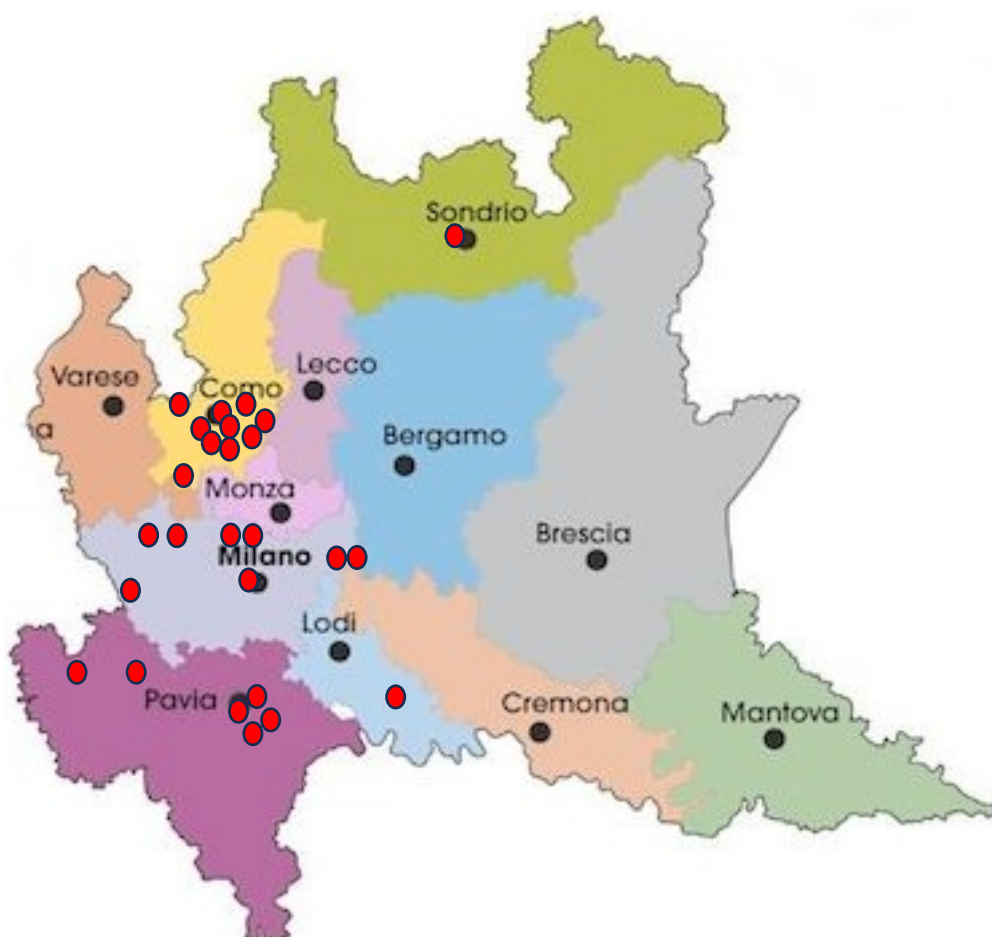 Sondrio
Lecco
Varese
Como
a
Bergamo
Monza
Brescia
Milano
Lodi
Pavia
Cremona
Mantova